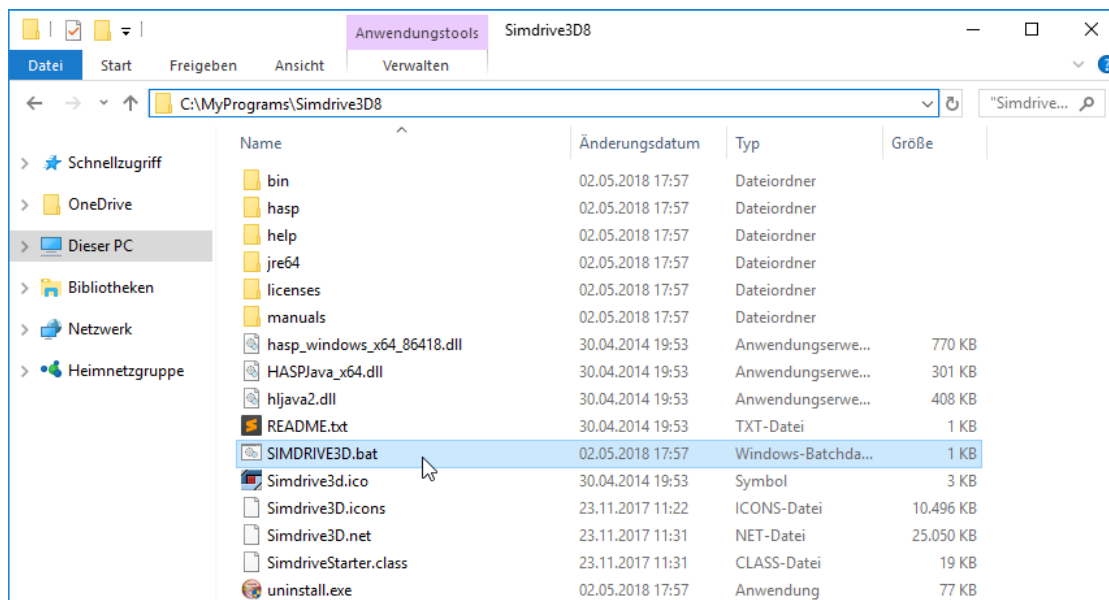 Anwendungstools Simdrive3D8
Datei Start Freigeben Ansicht Verwalten
C:\MyPrograms\Simdrive3D8 "Simdrive...
Name Änderungsdatum Typ Größe
Schnellzugriff
OneDrive
Dieser PC
Bibliotheken
Netzwerk
Heimnetzgruppe
bin 02.05.2018 17:57 Dateiordner
hasp 02.05.2018 17:57 Dateiordner
help 02.05.2018 17:57 Dateiordner
jre64 02.05.2018 17:57 Dateiordner
licenses 02.05.2018 17:57 Dateiordner
manuals 02.05.2018 17:57 Dateiordner
hasp_windows_x64_86418.dll 30.04.2014 19:53 Anwendungserwe... 770 KB
HASPJava_x64.dll 30.04.2014 19:53 Anwendungserwe... 301 KB
hljava2.dll 30.04.2014 19:53 Anwendungserwe... 408 KB
README.txt 30.04.2014 19:53 TXT-Datei 1 KB
SIMDRIVE3D.bat 02.05.2018 17:57 Windows-Batchda... 1 KB
Simdrive3d.ico 30.04.2014 19:53 Symbol 3 KB
Simdrive3D.icons 23.11.2017 11:22 ICONS-Datei 10.496 KB
Simdrive3D.net 23.11.2017 11:31 NET-Datei 25.050 KB
SimdriveStarter.class 23.11.2017 11:31 CLASS-Datei 19 KB
uninstall.exe 02.05.2018 17:57 Anwendung 77 KB